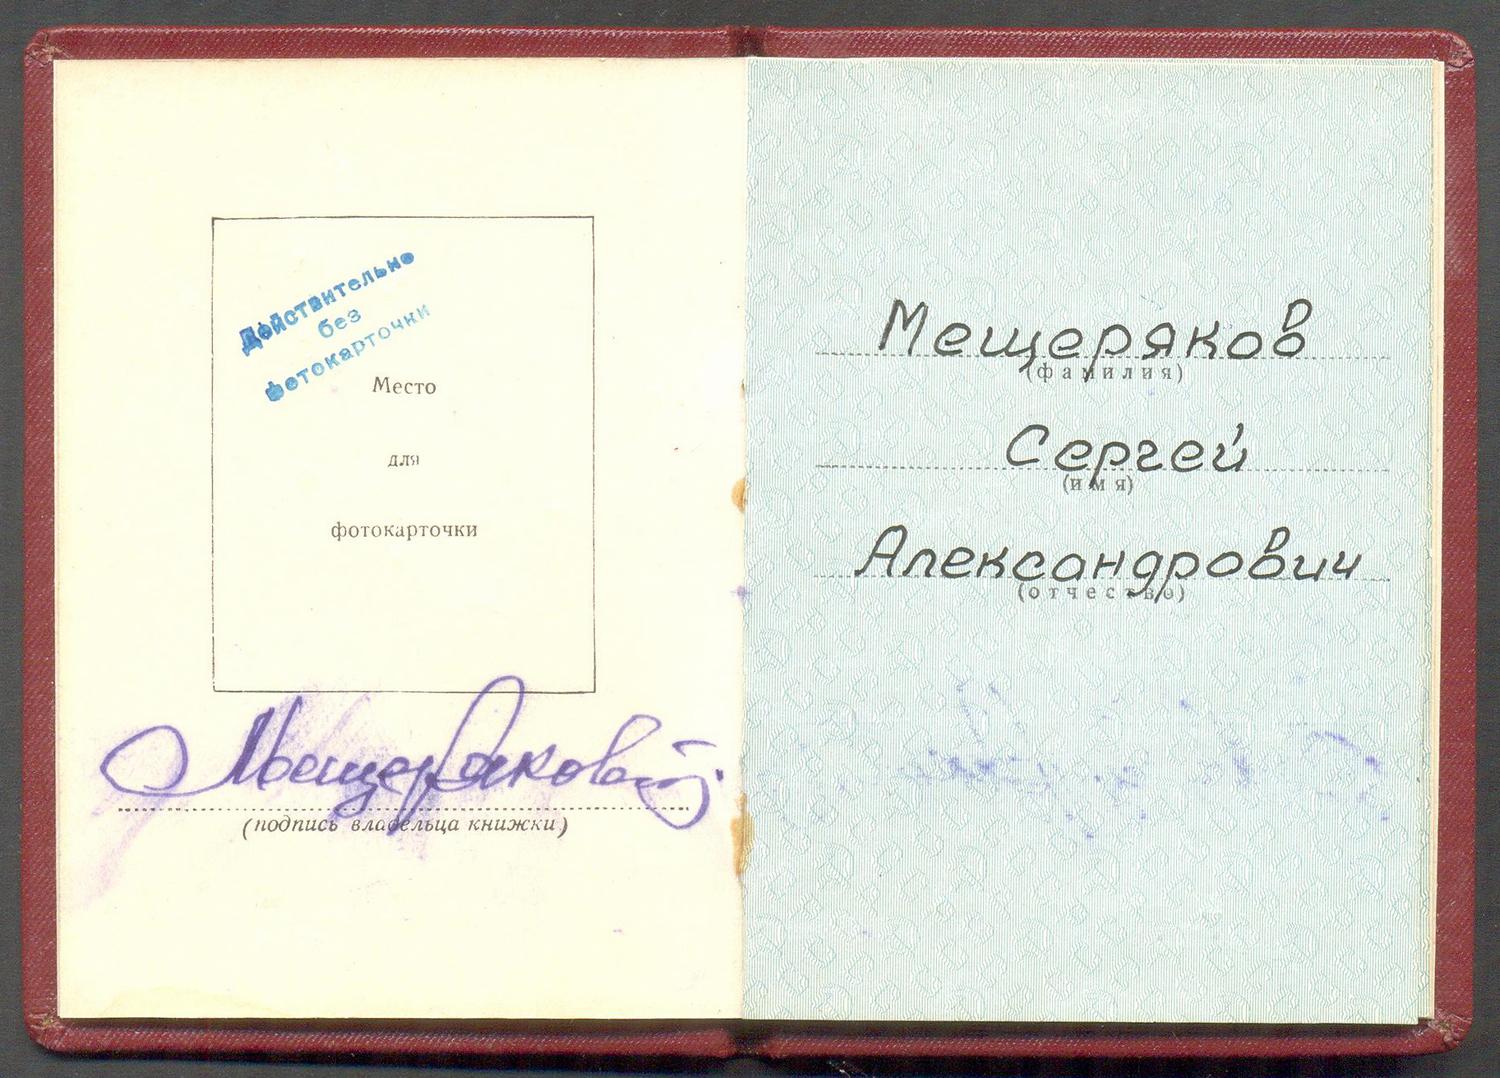 Действительно
без
фотокарточки
Место
для
фотокарточки
Мещеряков
(подпись владельца книжки)
Мещеряков
(фамилия)
Сергей
(имя)
Александрович
(отчество)